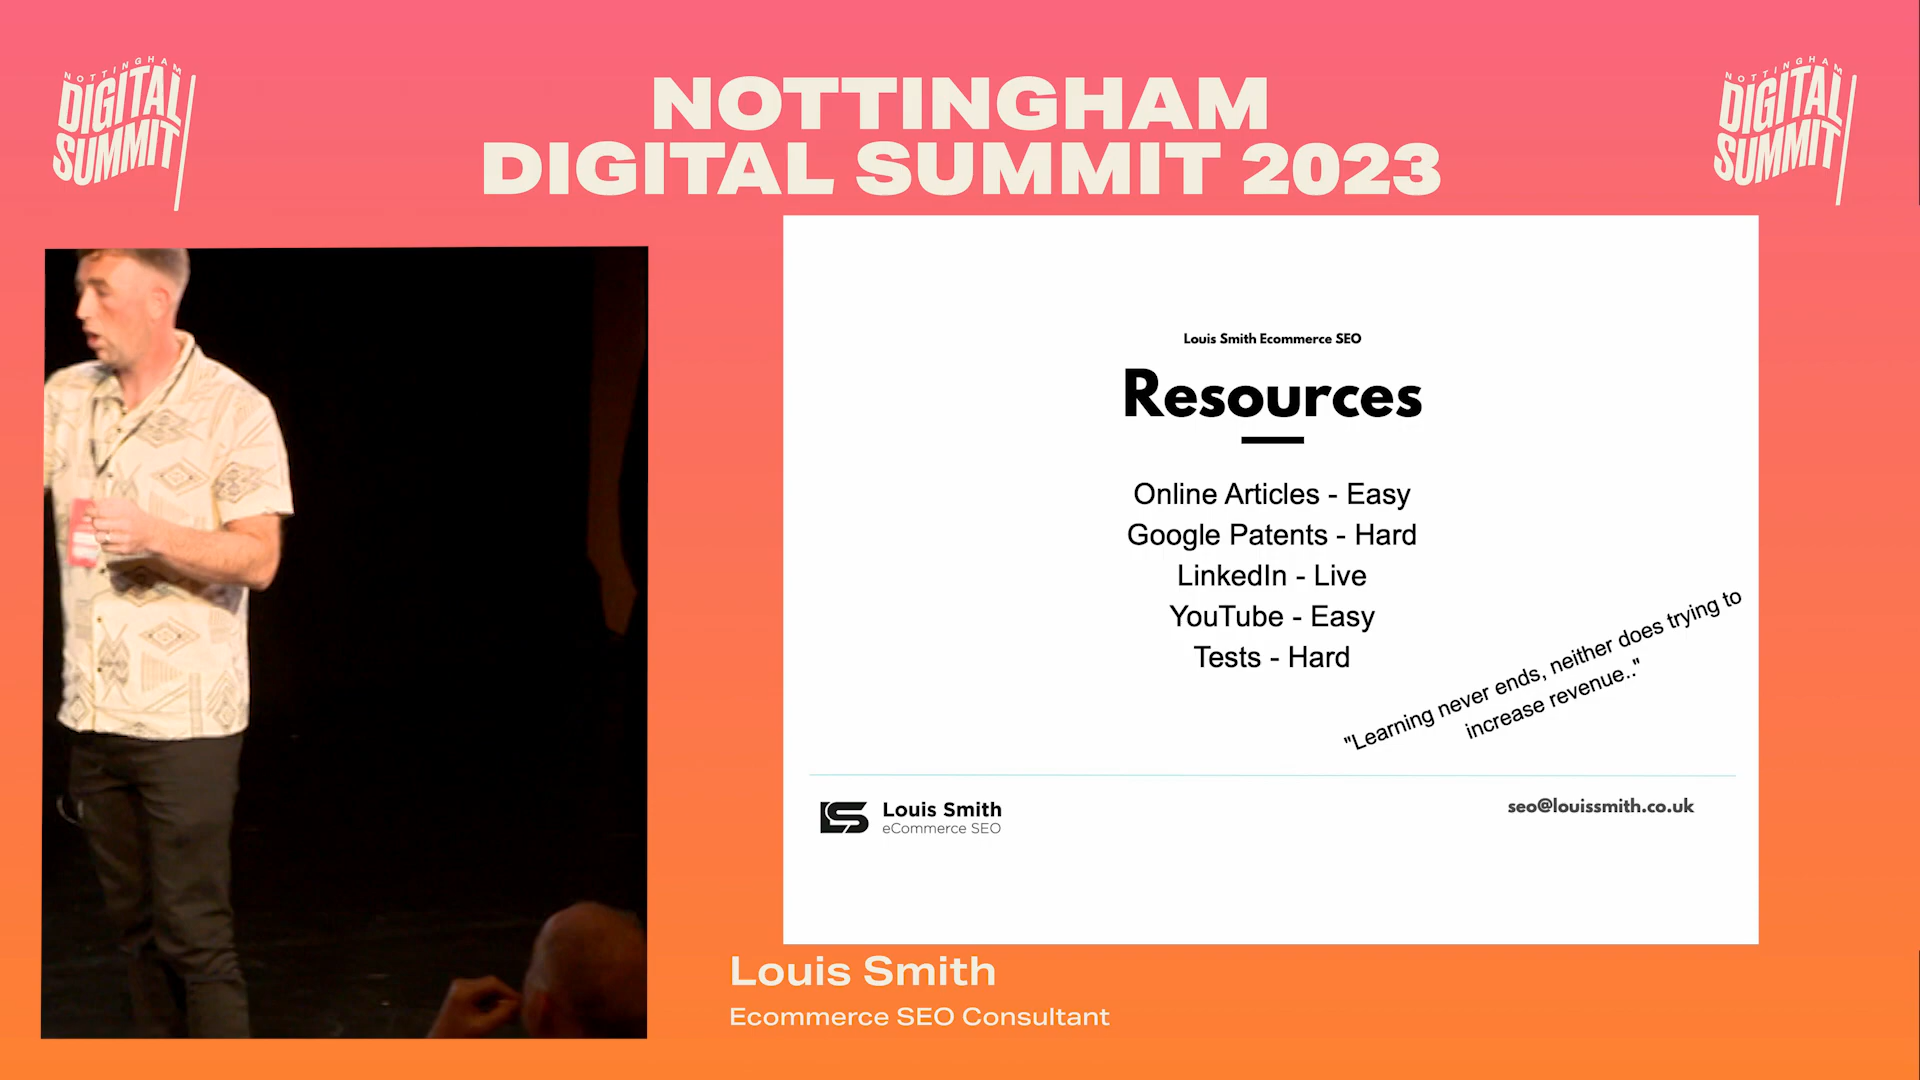 NOTTINGHAM
DIGITAL
SUMMIT
NOTTINGHAM
DIGITAL SUMMIT 2023
NOTTINGHAM
DIGITAL
SUMMIT
Louis Smith Ecommerce SEO
Resources
Online Articles - Easy
Google Patents - Hard
LinkedIn - Live
YouTube - Easy
Tests - Hard
"Learning never ends, neither does trying to
increase revenue.."
LS
Louis Smith
eCommerce SEO
seo@louissmith.co.uk
Louis Smith
Ecommerce SEO Consultant